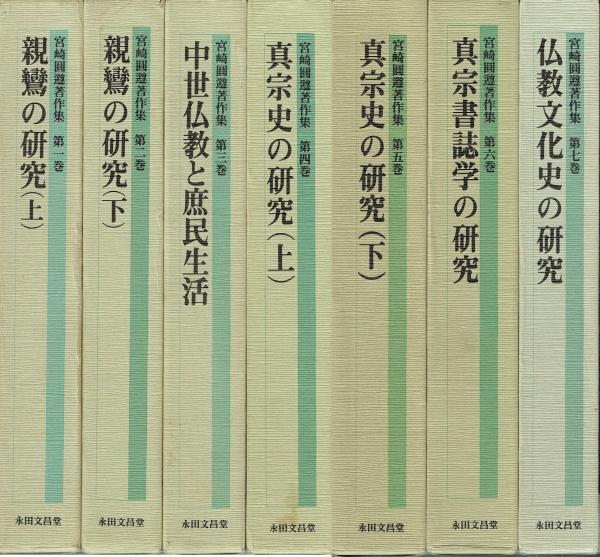 宮崎圓遵著作集 第一巻
親鸞の研究(上)
永田文昌堂
宮崎圓遵著作集 第二巻
親鸞の研究(下)
永田文昌堂
宮崎圓遵著作集 第三巻
中世仏教と庶民生活
永田文昌堂
宮崎圓遵著作集 第四巻
真宗史の研究(上)
永田文昌堂
宮崎圓遵著作集 第五巻
真宗史の研究(下)
永田文昌堂
宮崎圓遵著作集 第六巻
真宗書誌学の研究
永田文昌堂
宮崎圓遵著作集 第七巻
仏教文化史の研究
永田文昌堂